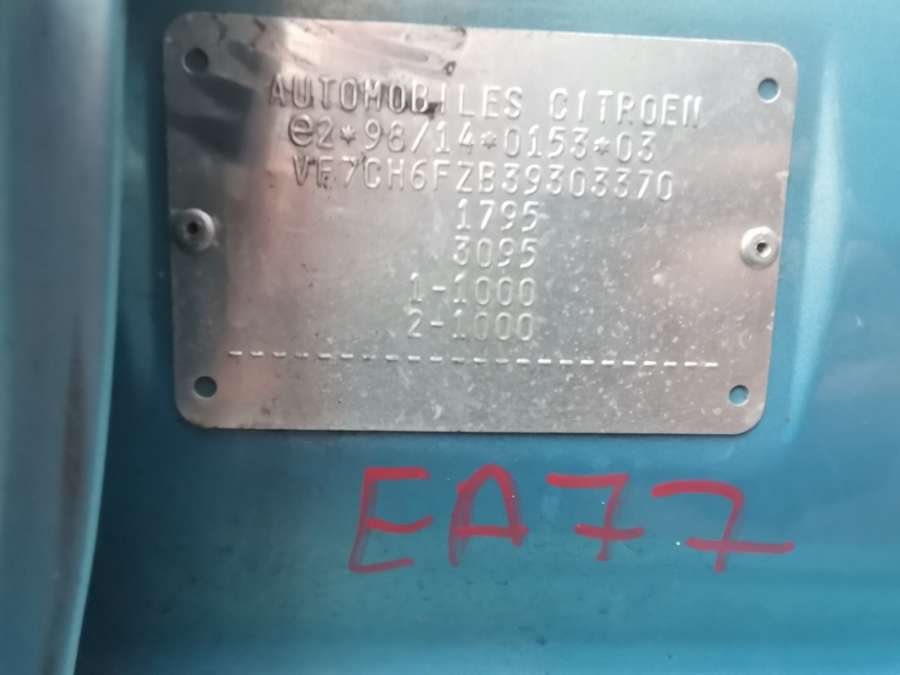 AUTOMOBILES CITROEN
e2*98/14*0153*03
VF7CH6FZB39303370
1795
3095
1-1000
2-1000
-----------------------
EA77